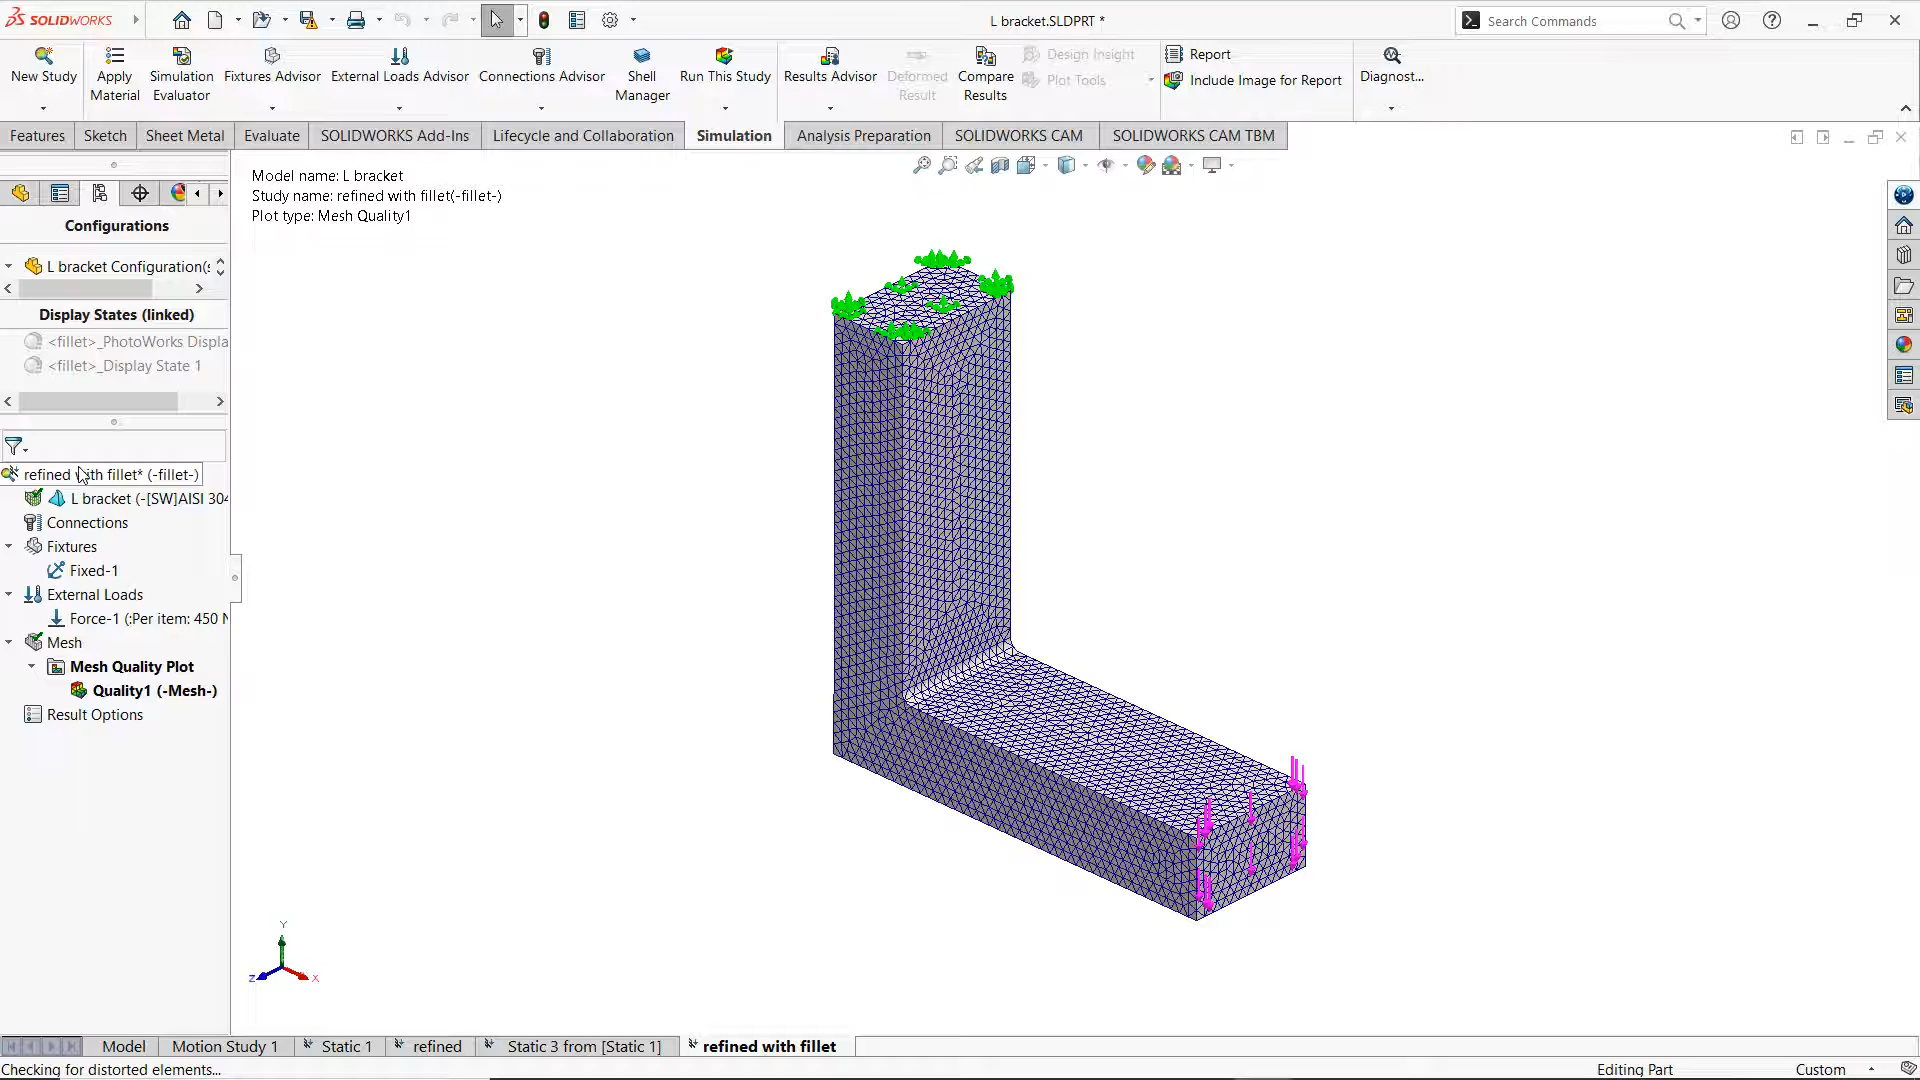 SOLIDWORKS
L bracket.SLDPRT *
Search Commands
New Study
Apply Material
Simulation Evaluator
Fixtures Advisor
External Loads Advisor
Connections Advisor
Shell Manager
Run This Study
Results Advisor
Deformed Result
Compare Results
Design Insight
Plot Tools
Report
Include Image for Report
Diagnost...
Features
Sketch
Sheet Metal
Evaluate
SOLIDWORKS Add-Ins
Lifecycle and Collaboration
Simulation
Analysis Preparation
SOLIDWORKS CAM
SOLIDWORKS CAM TBM
Configurations
L bracket Configuration(s
Display States (linked)
<fillet>_PhotoWorks Displa
<fillet>_Display State 1
refined with fillet* (-fillet-)
L bracket (-[SW]AISI 304
Connections
Fixtures
Fixed-1
External Loads
Force-1 (:Per item: 450 N
Mesh
Mesh Quality Plot
Quality1 (-Mesh-)
Result Options
Model name: L bracket
Study name: refined with fillet(-fillet-)
Plot type: Mesh Quality1
Y
Z
X
Model
Motion Study 1
Static 1
refined
Static 3 from [Static 1]
refined with fillet
Checking for distorted elements...
Editing Part
Custom